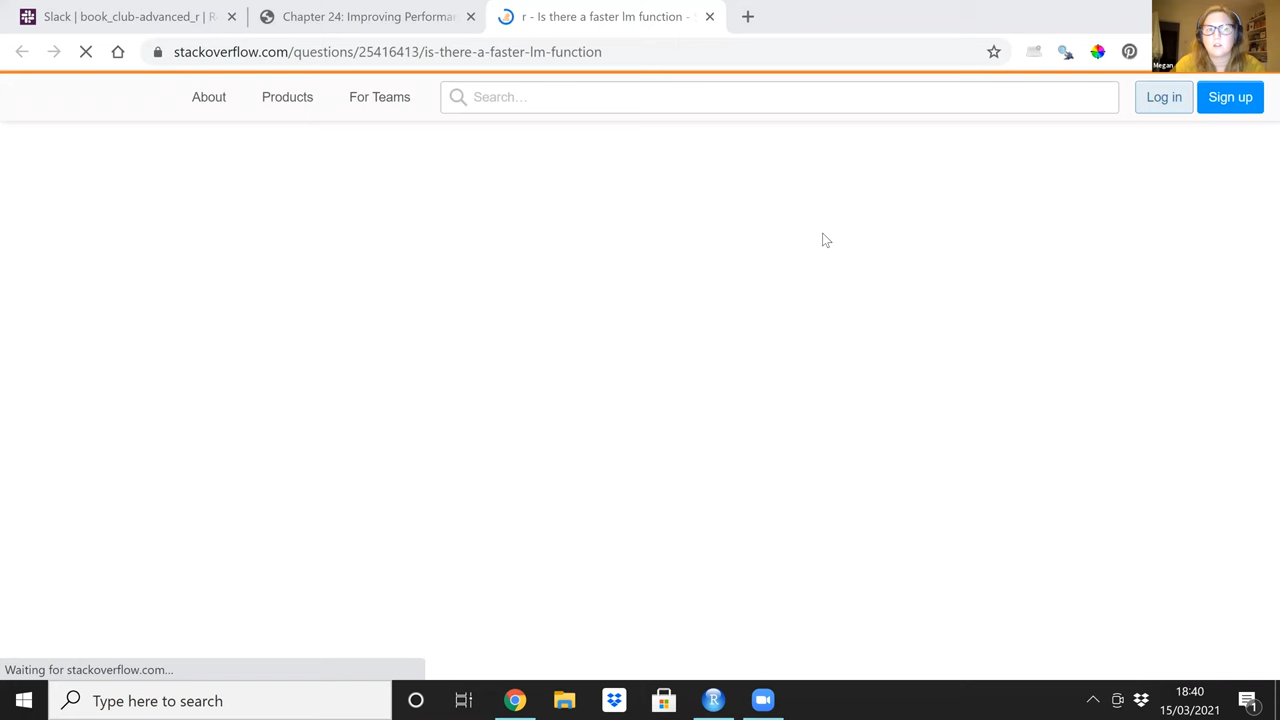 Slack | book_club-advanced_r | R
Chapter 24: Improving Performa
r - Is there a faster lm function -
stackoverflow.com/questions/25416413/is-there-a-faster-lm-function
Megan
About
Products
For Teams
Search...
Log in
Sign up
Waiting for stackoverflow.com...
Type here to search
18:40
15/03/2021
1